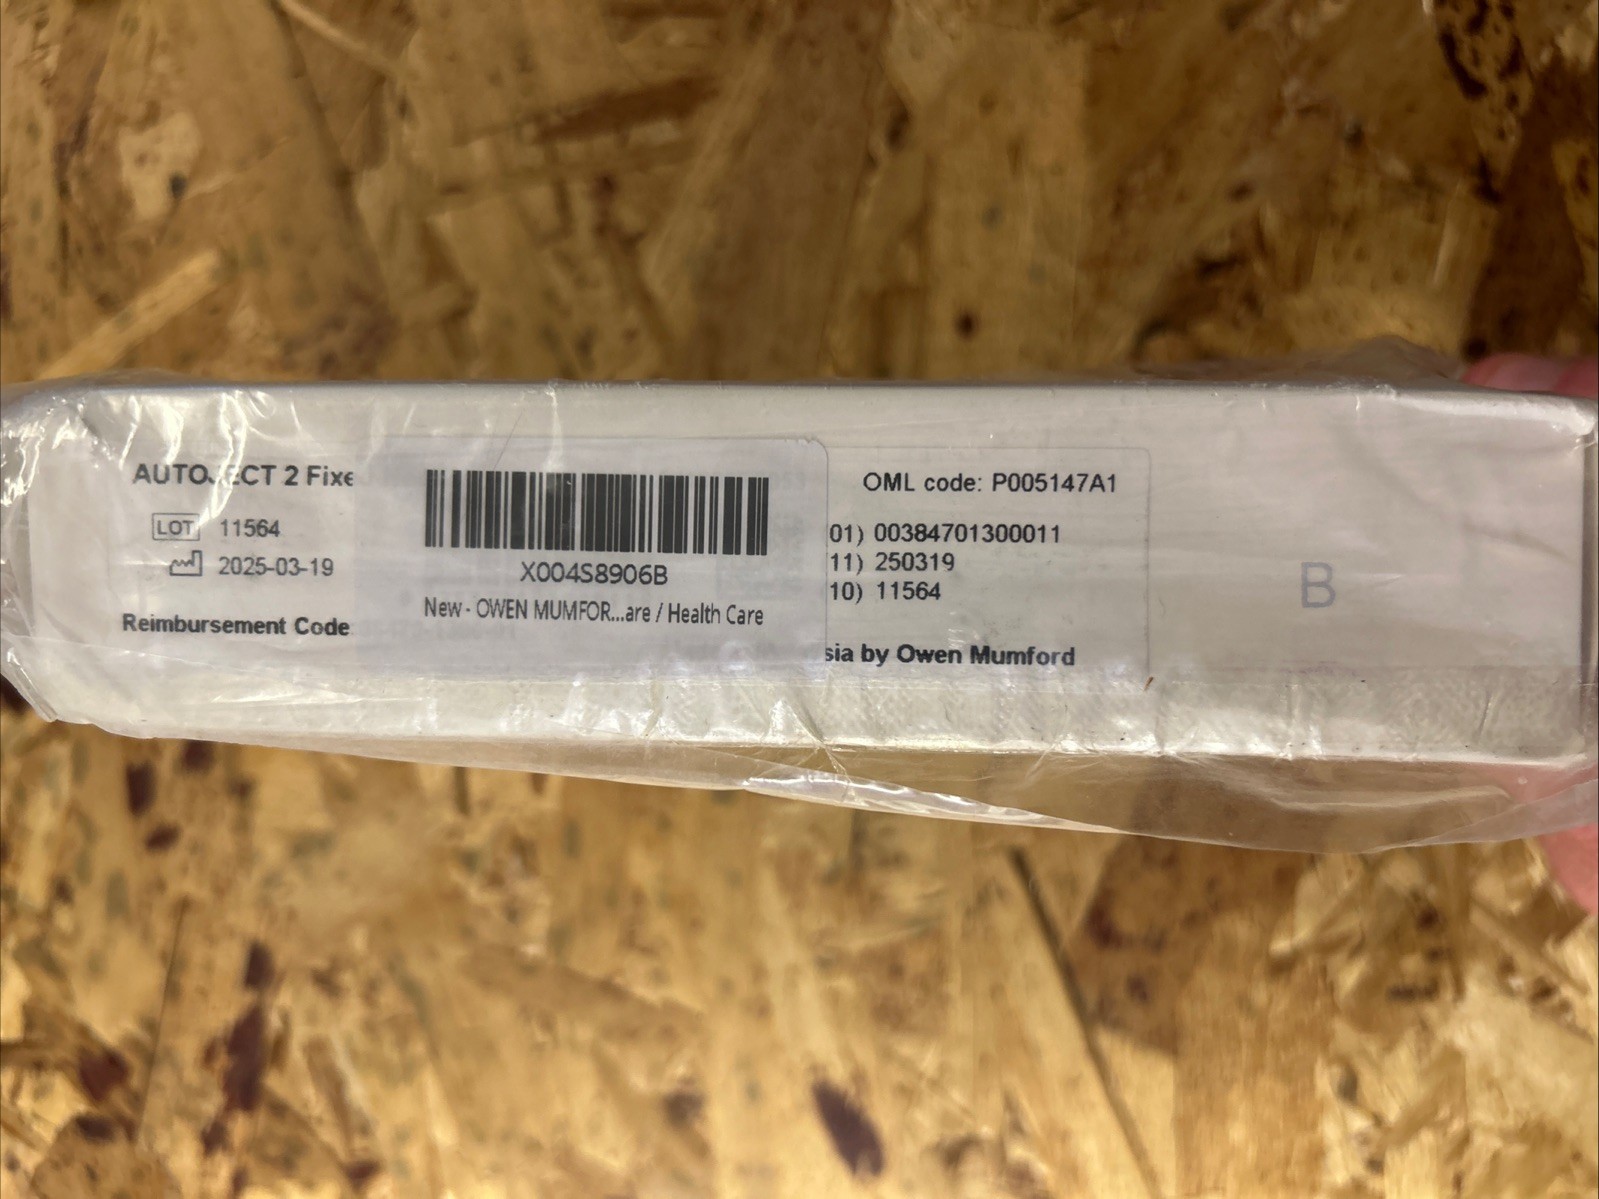 AUTOJECT 2 Fixe
LOT 11564
2025-03-19
Reimbursement Code
X004S8906B
New - OWEN MUMFOR...are / Health Care
OML code: P005147A1
01) 00384701300011
11) 250319
10) 11564
sia by Owen Mumford
B